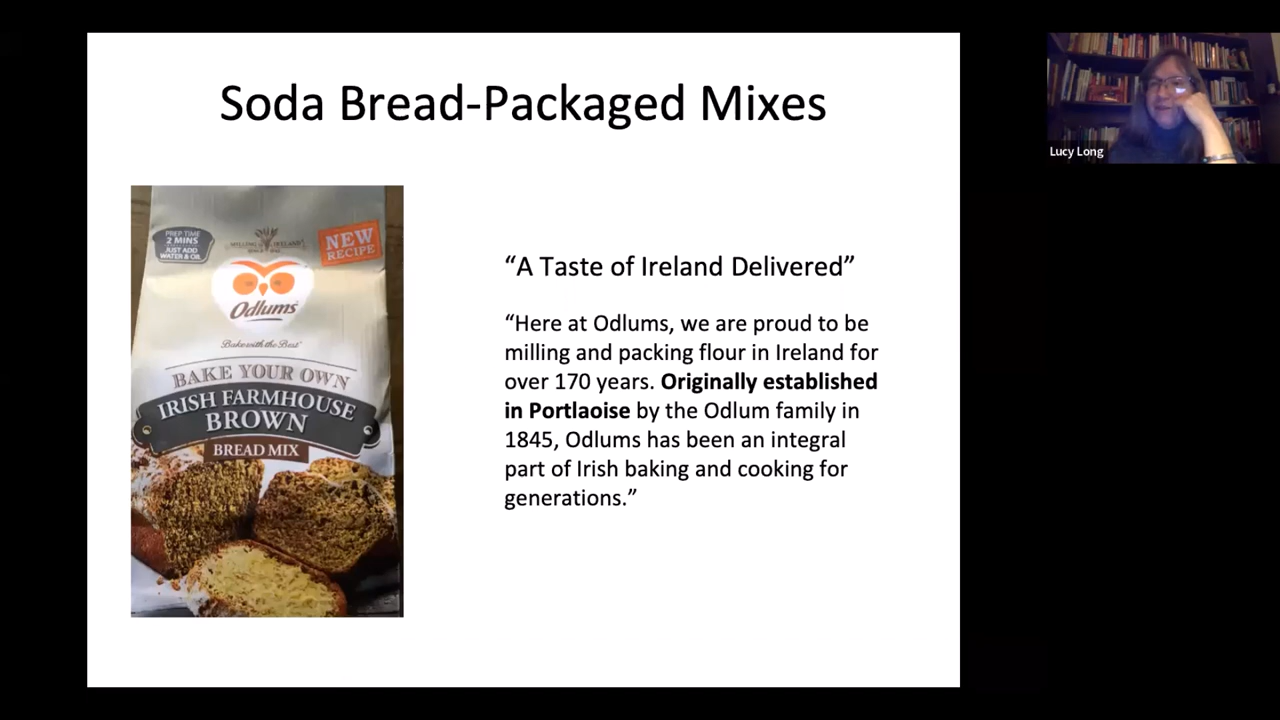 Soda Bread-Packaged Mixes
PREP TIME
2 MINS
JUST ADD
WATER & OIL
MILLING IN IRELAND
NEW
RECIPE
Odlums
Bake with the Best
BAKE YOUR OWN
IRISH FARMHOUSE
BROWN
BREAD MIX
“A Taste of Ireland Delivered”
“Here at Odlums, we are proud to be
milling and packing flour in Ireland for
over 170 years. Originally established
in Portlaoise by the Odlum family in
1845, Odlums has been an integral
part of Irish baking and cooking for
generations.”
Lucy Long